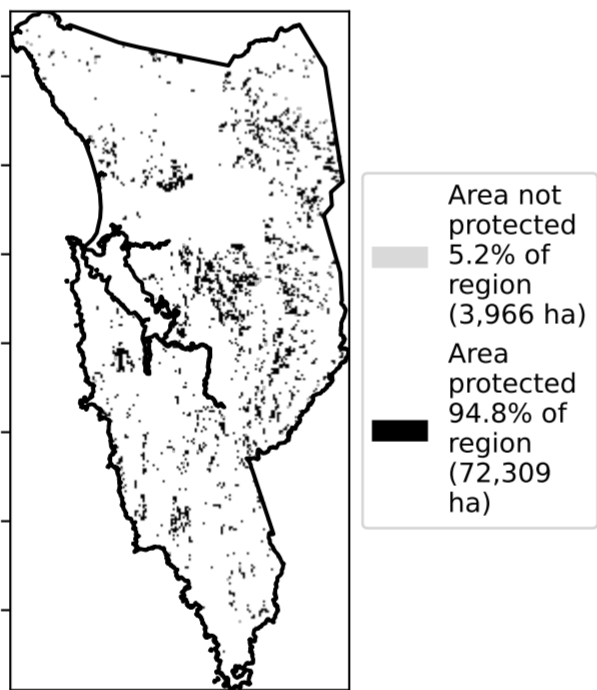 Area not
protected
5.2% of
region
(3,966 ha)
Area
protected
94.8% of
region
(72,309
ha)